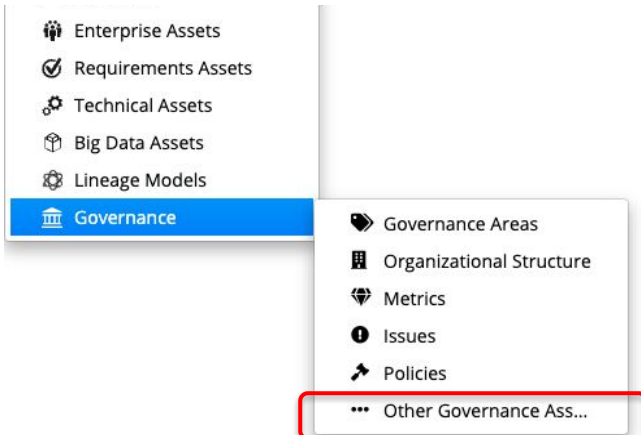 Enterprise Assets
Requirements Assets
Technical Assets
Big Data Assets
Lineage Models
Governance
Governance Areas
Organizational Structure
Metrics
Issues
Policies
Other Governance Ass...